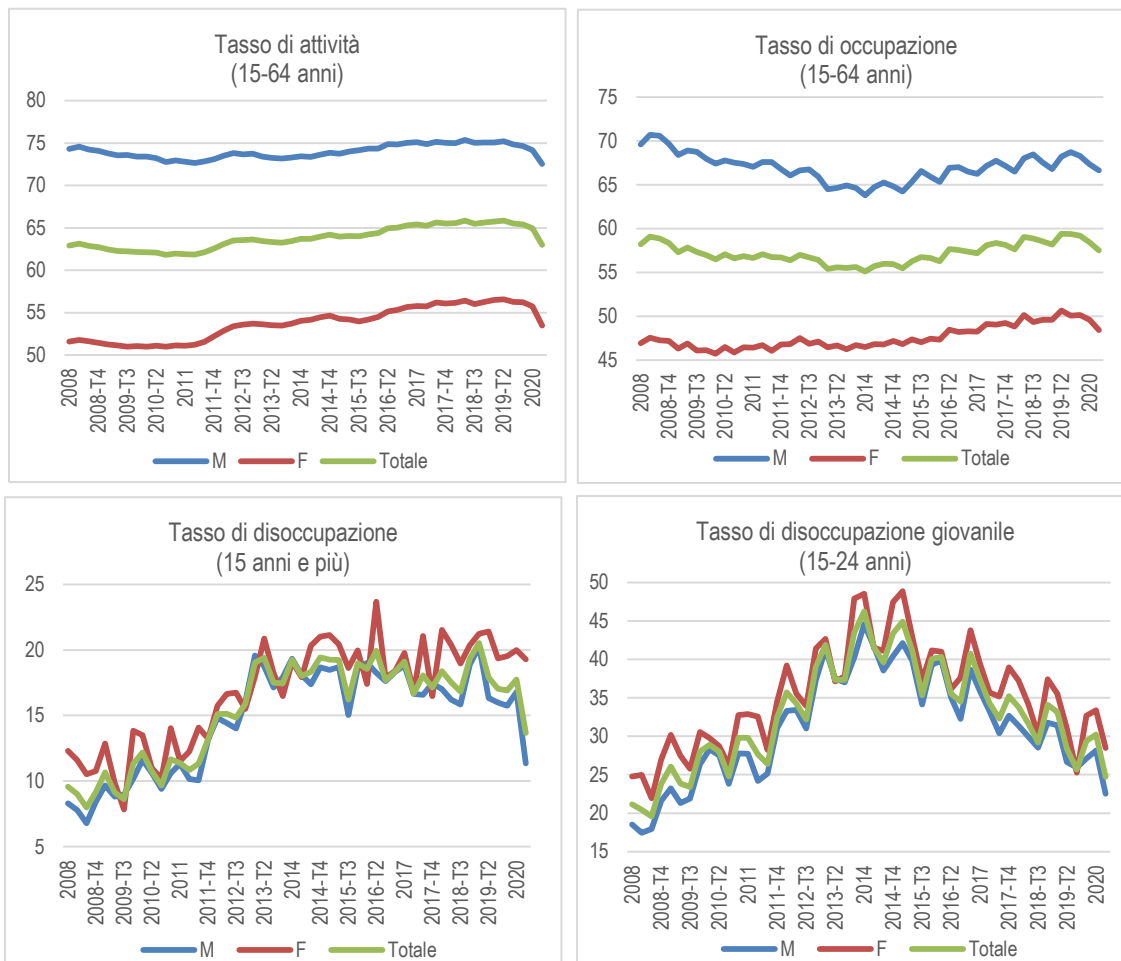 Tasso di attività
(15-64 anni)
80
75
70
65
60
55
50
2008
2008-T4
2009-T3
2010-T2
2011
2011-T4
2012-T3
2013-T2
2014
2014-T4
2015-T3
2016-T2
2017
2017-T4
2018-T3
2019-T2
2020
M F Totale
Tasso di occupazione
(15-64 anni)
75
70
65
60
55
50
45
2008
2008-T4
2009-T3
2010-T2
2011
2011-T4
2012-T3
2013-T2
2014
2014-T4
2015-T3
2016-T2
2017
2017-T4
2018-T3
2019-T2
2020
M F Totale
Tasso di disoccupazione
(15 anni e più)
25
20
15
10
5
2008
2008-T4
2009-T3
2010-T2
2011
2011-T4
2012-T3
2013-T2
2014
2014-T4
2015-T3
2016-T2
2017
2017-T4
2018-T3
2019-T2
2020
M F Totale
Tasso di disoccupazione giovanile
(15-24 anni)
50
45
40
35
30
25
20
15
2008
2008-T4
2009-T3
2010-T2
2011
2011-T4
2012-T3
2013-T2
2014
2014-T4
2015-T3
2016-T2
2017
2017-T4
2018-T3
2019-T2
2020
M F Totale